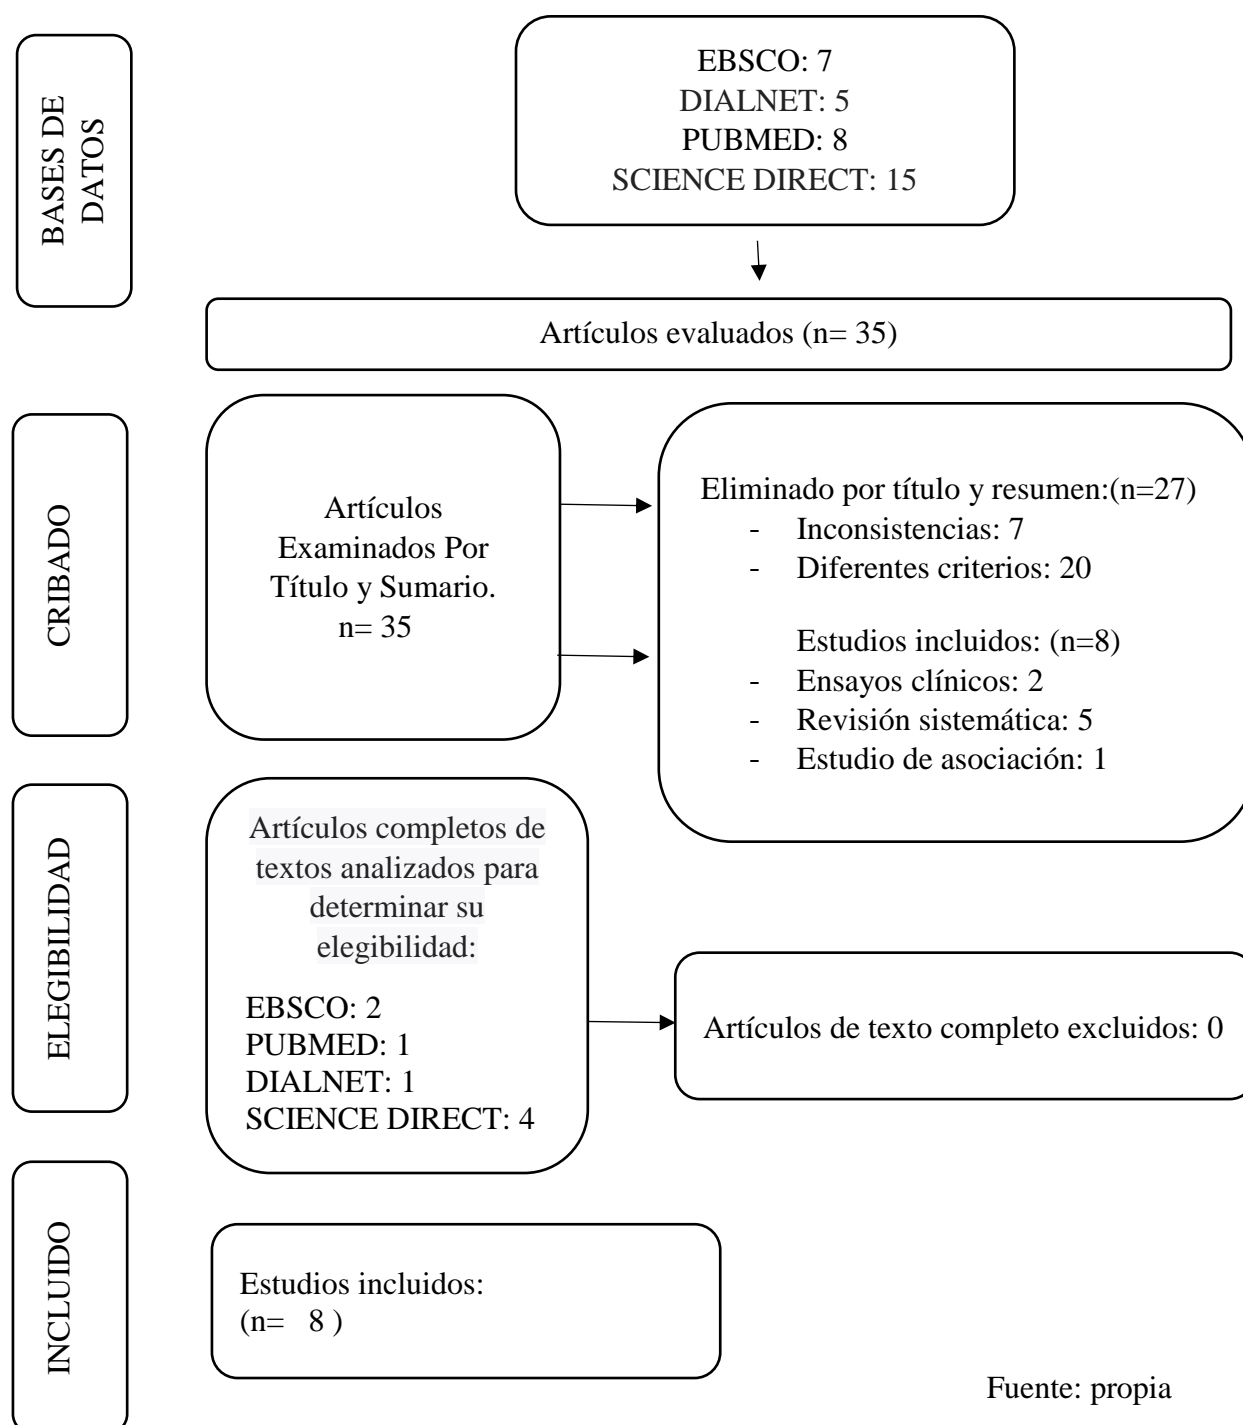 BASES DE
DATOS
EBSCO: 7
DIALNET: 5
PUBMED: 8
SCIENCE DIRECT: 15
Artículos evaluados (n= 35)
CRIBADO
Artículos
Examinados Por
Título y Sumario.
n= 35
Eliminado por título y resumen:(n=27)
- Inconsistencias: 7
- Diferentes criterios: 20
Estudios incluidos: (n=8)
- Ensayos clínicos: 2
- Revisión sistemática: 5
- Estudio de asociación: 1
ELEGIBILIDAD
Artículos completos de
textos analizados para
determinar su
elegibilidad:
EBSCO: 2
PUBMED: 1
DIALNET: 1
SCIENCE DIRECT: 4
Artículos de texto completo excluidos: 0
INCLUIDO
Estudios incluidos:
(n= 8 )
Fuente: propia